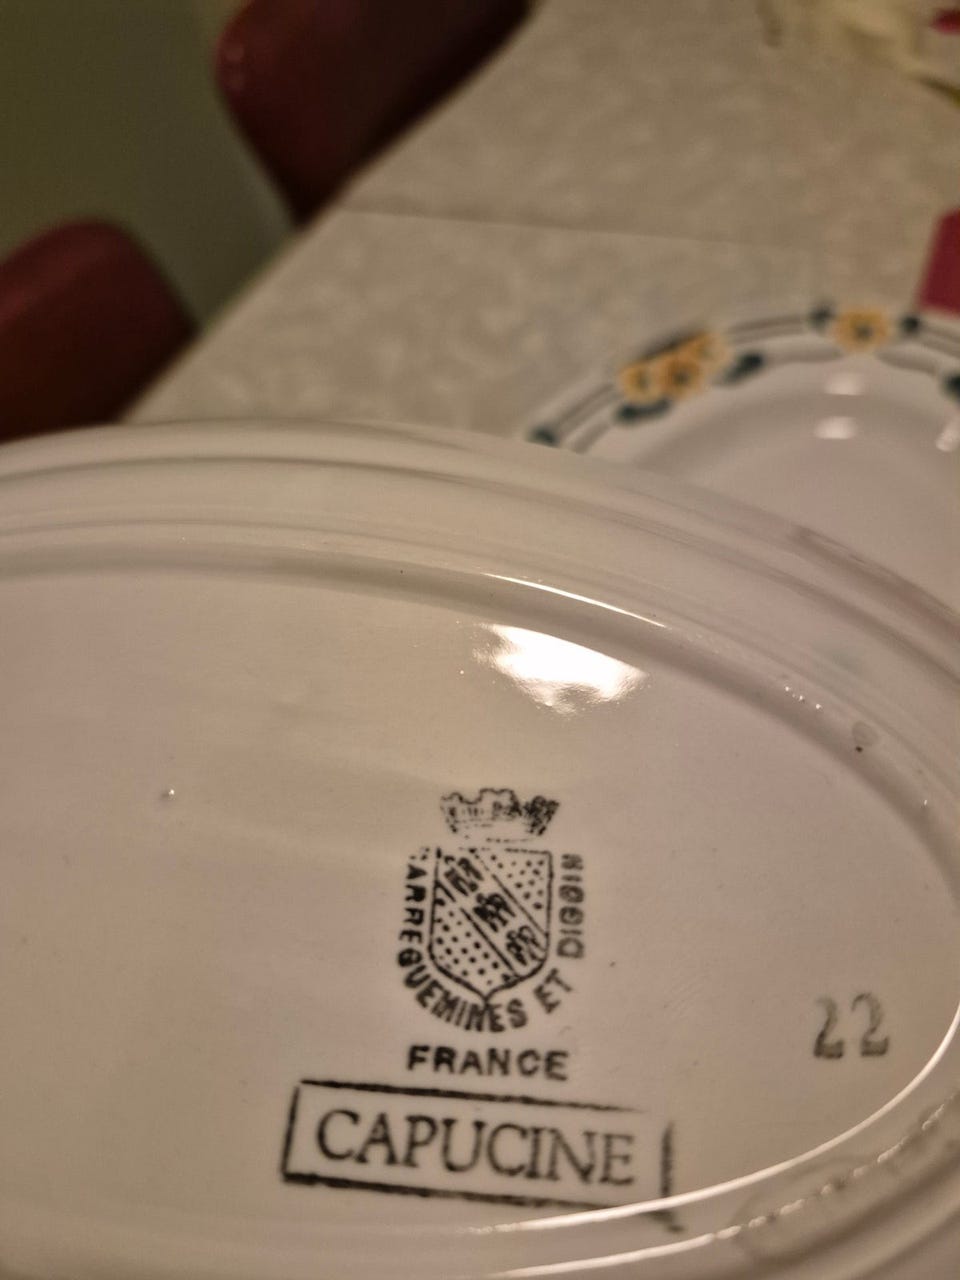 SARREGUEMINES ET DIGOIN
FRANCE
CAPUCINE
22